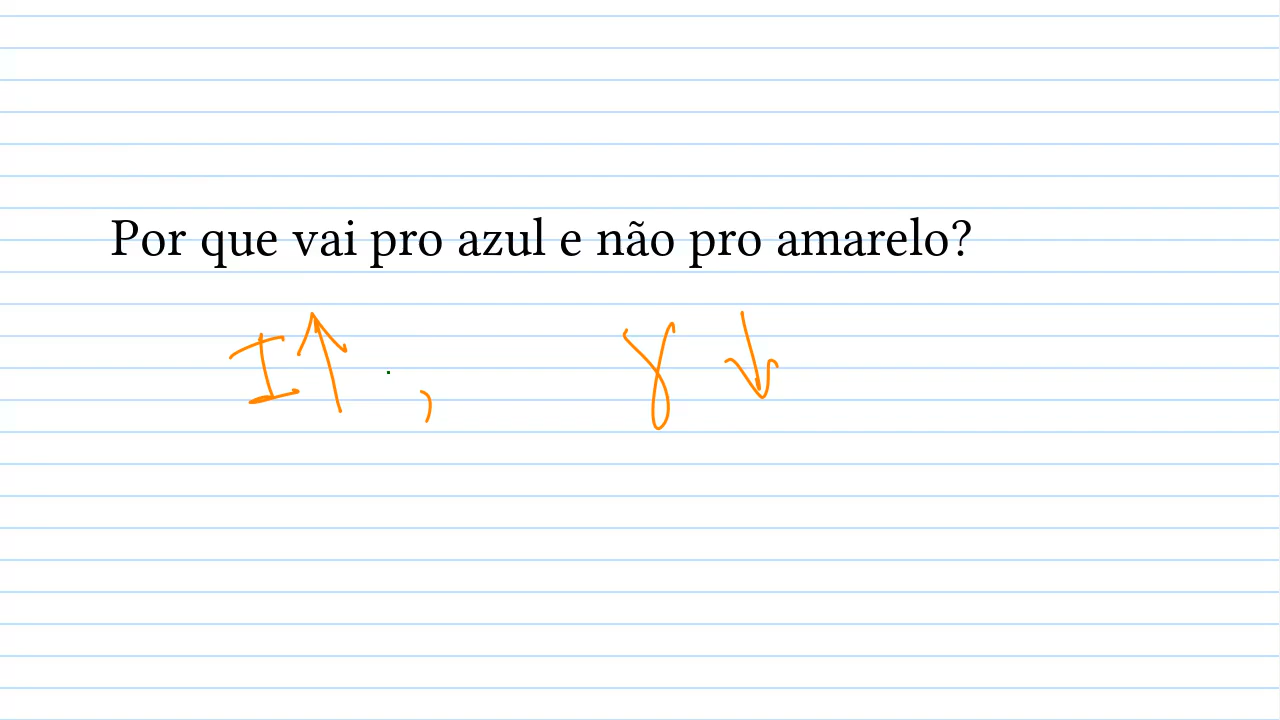 Por que vai pro azul e não pro amarelo?
I↑ , γ↓